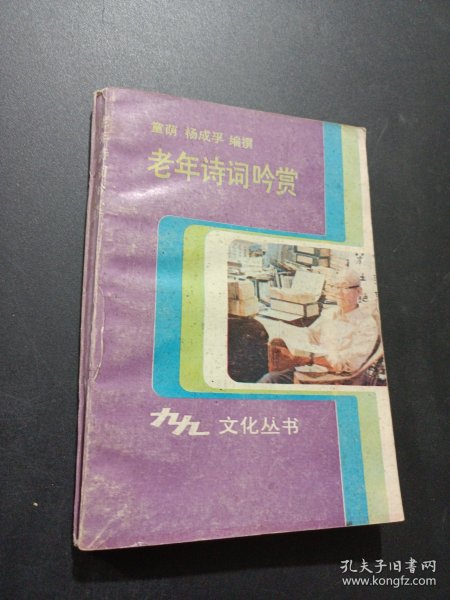 童萌 杨成孚 编撰
老年诗词吟赏
九九 文化丛书
孔夫子旧书网
www.kongfz.com